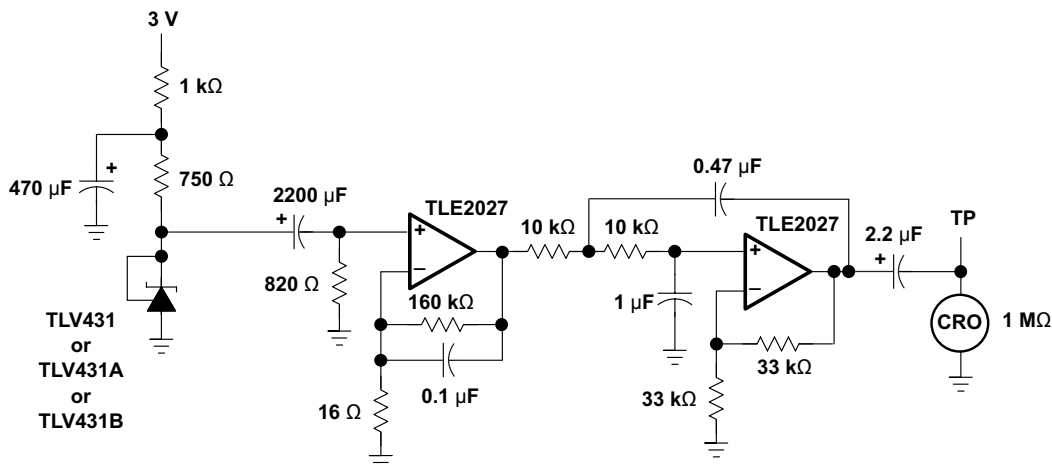 3 V
1 kΩ
470 µF
+
750 Ω
2200 µF
+
820 Ω
TLE2027
+
−
160 kΩ
0.1 µF
16 Ω
10 kΩ
10 kΩ
0.47 µF
1 µF
TLE2027
+
−
33 kΩ
33 kΩ
2.2 µF
+
TP
CRO
1 MΩ
TLV431
or
TLV431A
or
TLV431B